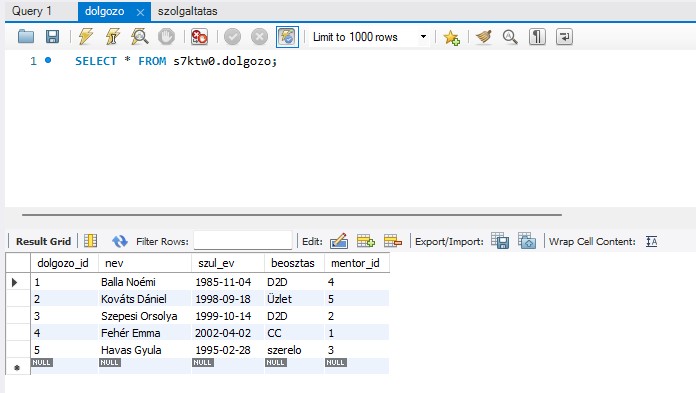 Query 1 dolgozo szolgaltatas
Limit to 1000 rows
1 SELECT * FROM s7ktw0.dolgozo;
Result Grid Filter Rows: Edit: Export/Import: Wrap Cell Content: IA
dolgozo_id nev szul_ev beosztas mentor_id
1 Balla Noémi 1985-11-04 D2D 4
2 Kováts Dániel 1998-09-18 Üzlet 5
3 Szepesi Orsolya 1999-10-14 D2D 2
4 Fehér Emma 2002-04-02 CC 1
5 Havas Gyula 1995-02-28 szerelo 3
NULL NULL NULL NULL NULL